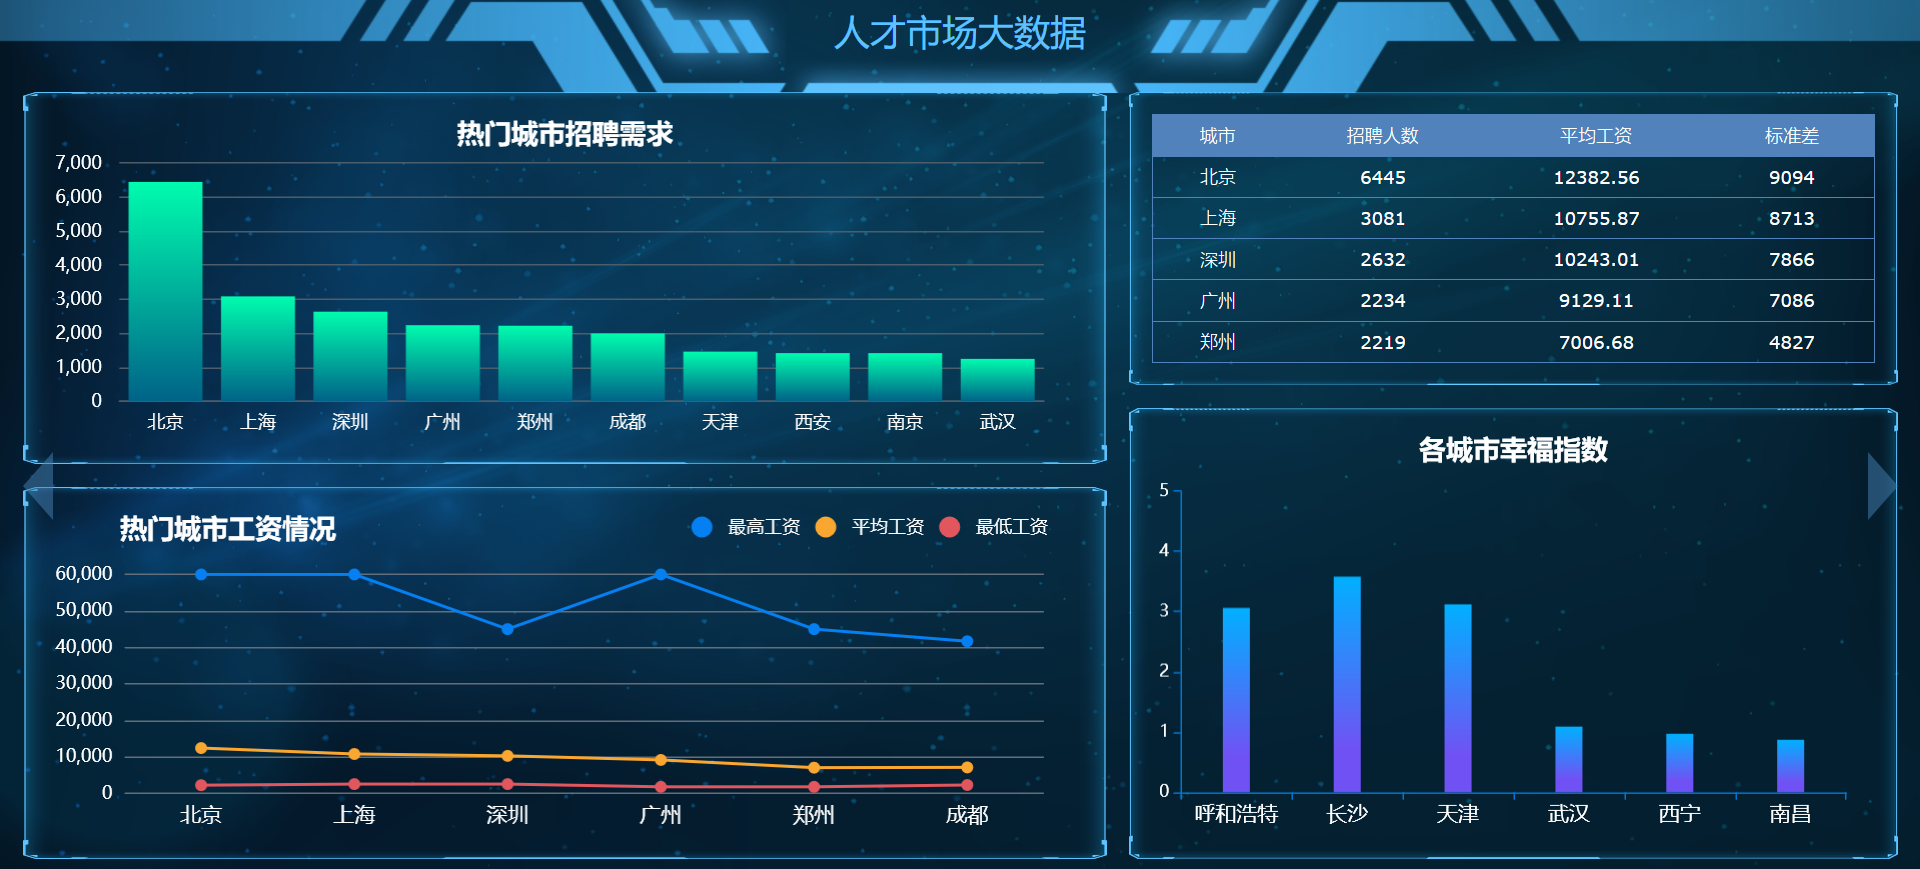 人才市场大数据
热门城市招聘需求
7,000
6,000
5,000
4,000
3,000
2,000
1,000
0
北京 上海 深圳 广州 郑州 成都 天津 西安 南京 武汉
城市 招聘人数 平均工资 标准差
北京 6445 12382.56 9094
上海 3081 10755.87 8713
深圳 2632 10243.01 7866
广州 2234 9129.11 7086
郑州 2219 7006.68 4827
热门城市工资情况
最高工资 平均工资 最低工资
60,000
50,000
40,000
30,000
20,000
10,000
0
北京 上海 深圳 广州 郑州 成都
各城市幸福指数
5
4
3
2
1
0
呼和浩特 长沙 天津 武汉 西宁 南昌